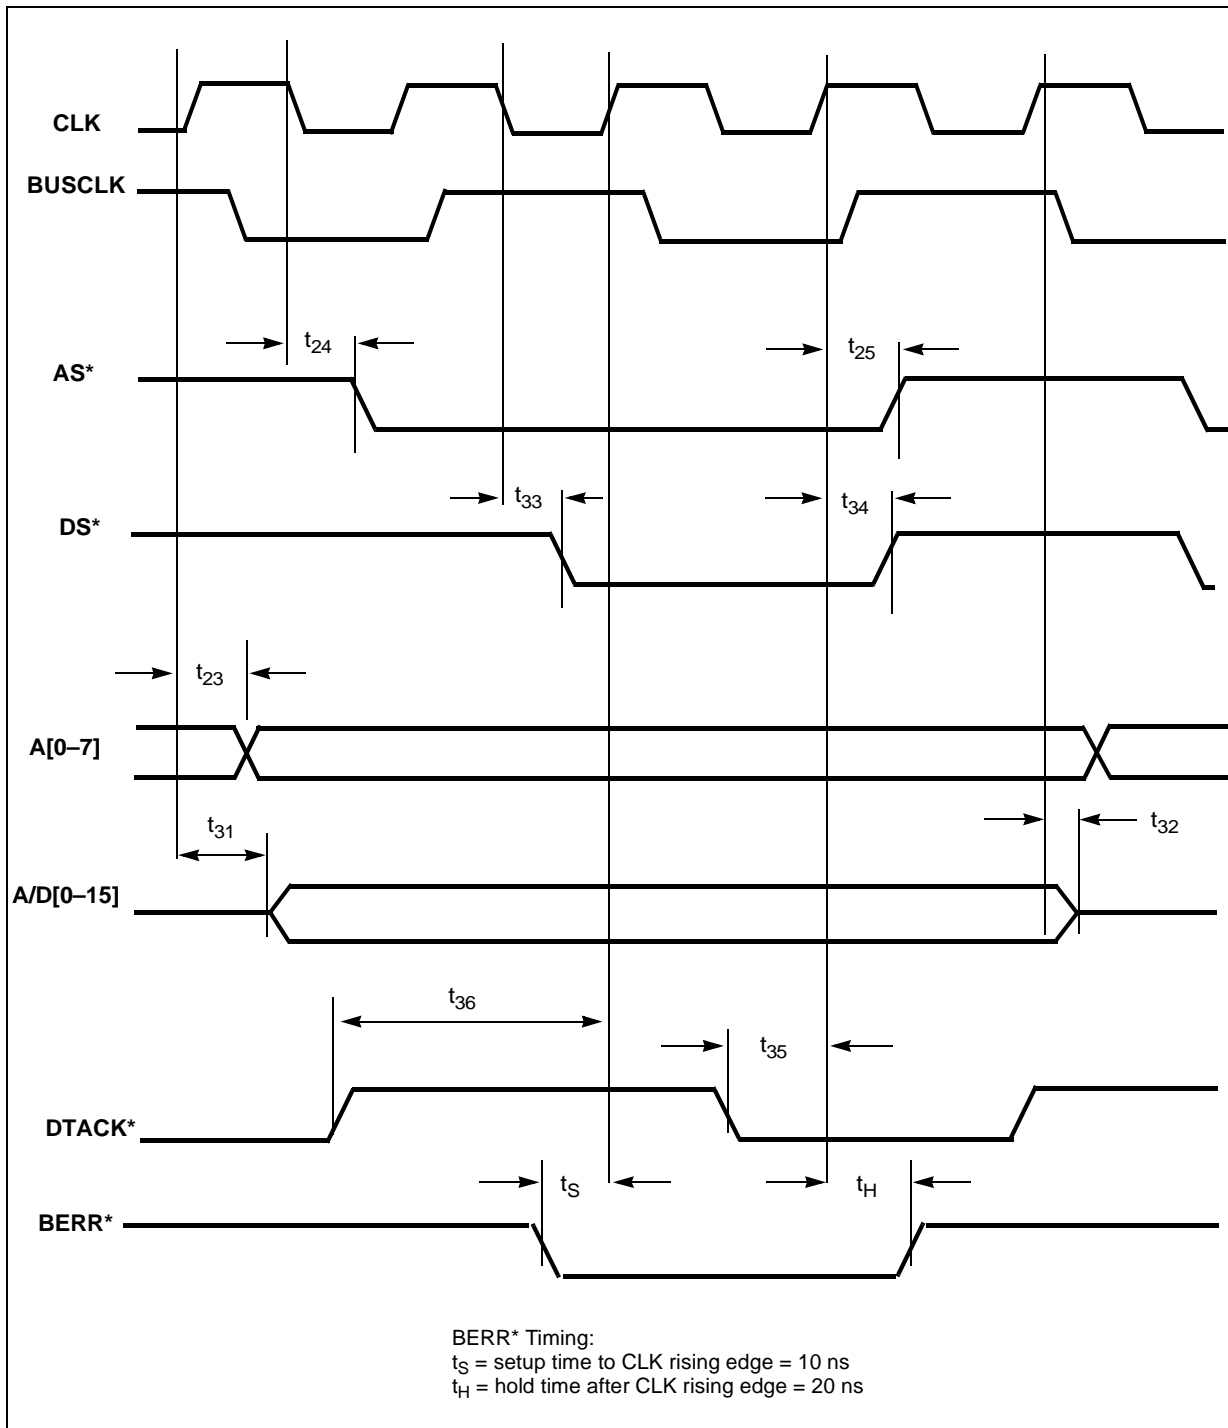 CLK
BUSCLK
t24
t25
AS*
t33
t34
DS*
t23
A[0–7]
t31
t32
A/D[0–15]
t36
t35
DTACK*
tS
tH
BERR*
BERR* Timing:
tS = setup time to CLK rising edge = 10 ns
tH = hold time after CLK rising edge = 20 ns